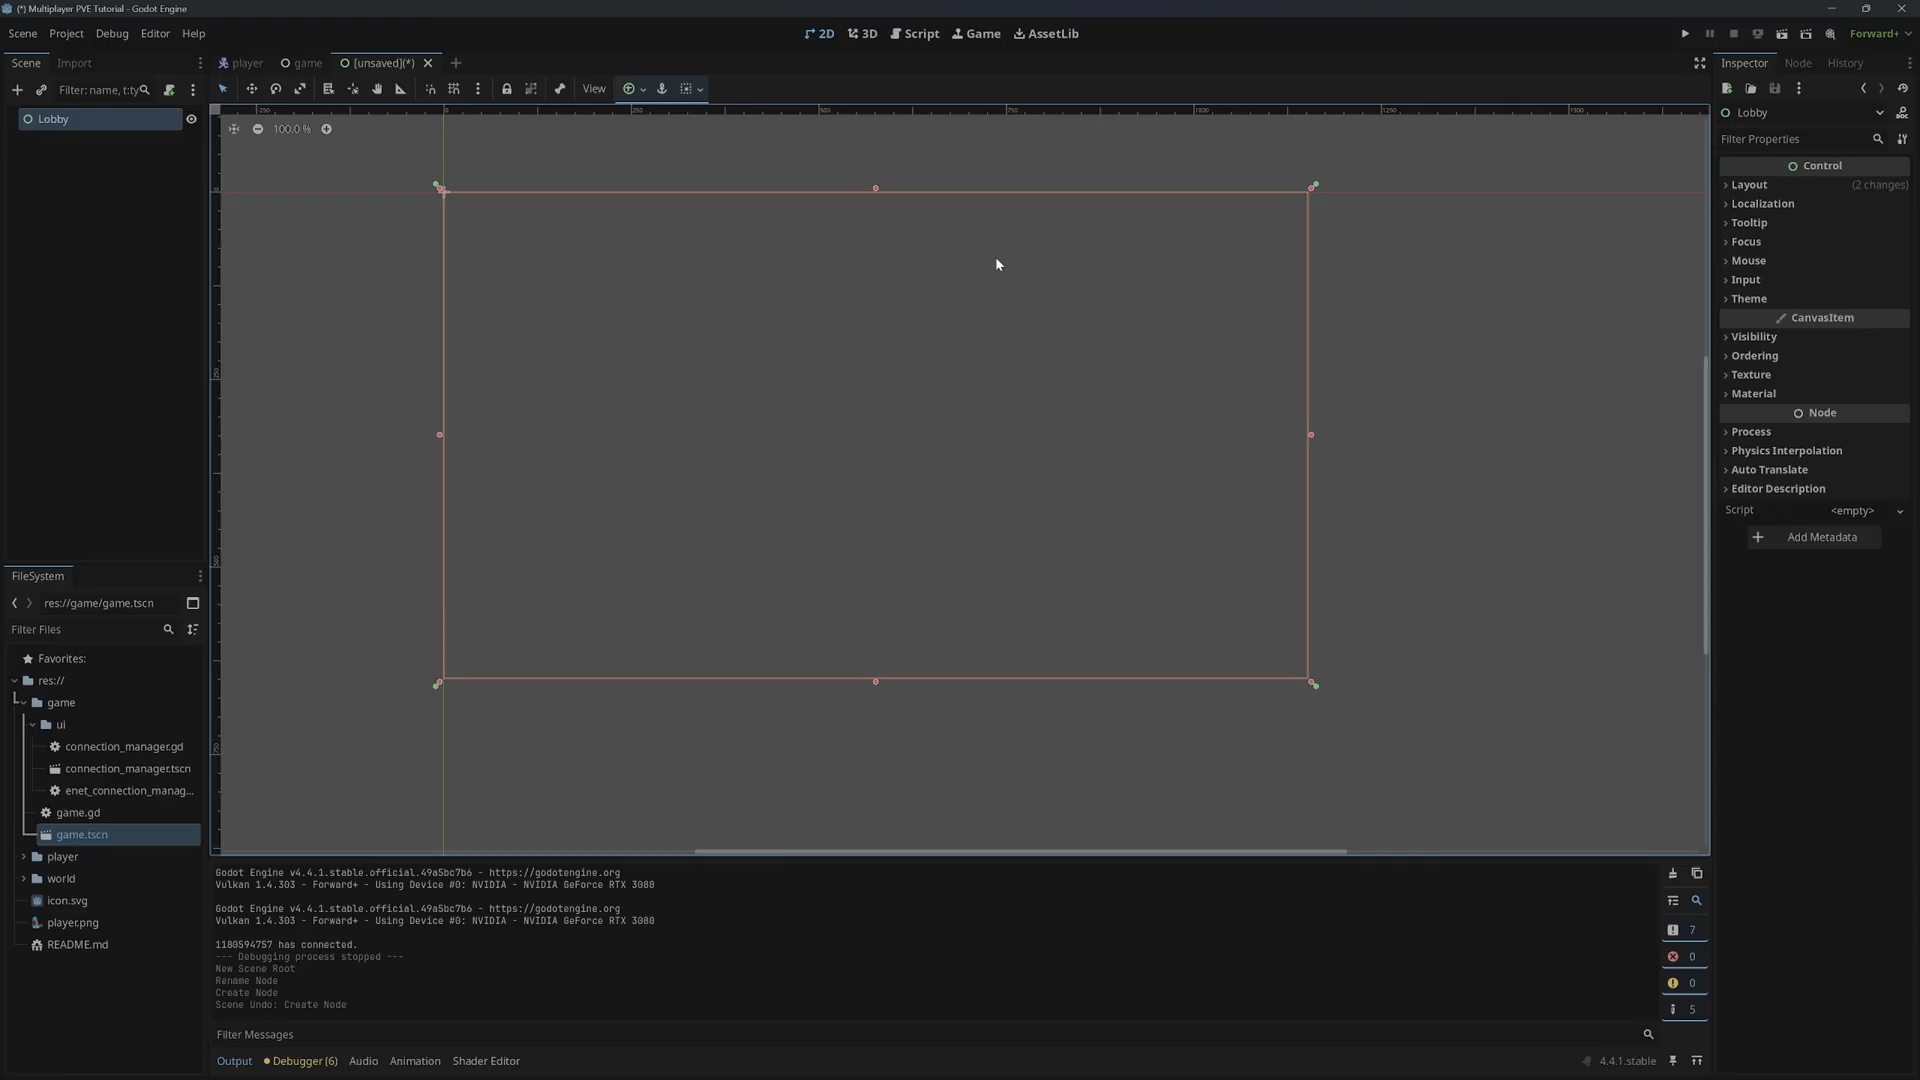 (*) Multiplayer PVE Tutorial - Godot Engine
Scene Project Debug Editor Help
2D 3D Script Game AssetLib
Forward+
Scene Import
player game [unsaved](*)
Inspector Node History
Filter: name, t:ty
View
Lobby
100.0 %
Lobby
Filter Properties
Control
Layout (2 changes)
Localization
Tooltip
Focus
Mouse
Input
Theme
CanvasItem
Visibility
Ordering
Texture
Material
Node
Process
Physics Interpolation
Auto Translate
Editor Description
Script <empty>
Add Metadata
FileSystem
res://game/game.tscn
Filter Files
Favorites:
res://
game
ui
connection_manager.gd
connection_manager.tscn
enet_connection_manag...
game.gd
game.tscn
player
world
icon.svg
player.png
README.md
Godot Engine v4.4.1.stable.official.49a5bc7b6 - https://godotengine.org
Vulkan 1.4.303 - Forward+ - Using Device #0: NVIDIA - NVIDIA GeForce RTX 3080
Godot Engine v4.4.1.stable.official.49a5bc7b6 - https://godotengine.org
Vulkan 1.4.303 - Forward+ - Using Device #0: NVIDIA - NVIDIA GeForce RTX 3080
1180594757 has connected.
--- Debugging process stopped ---
New Scene Root
Rename Node
Create Node
Scene Undo: Create Node
7
0
0
5
Filter Messages
Output Debugger (6) Audio Animation Shader Editor
4.4.1.stable